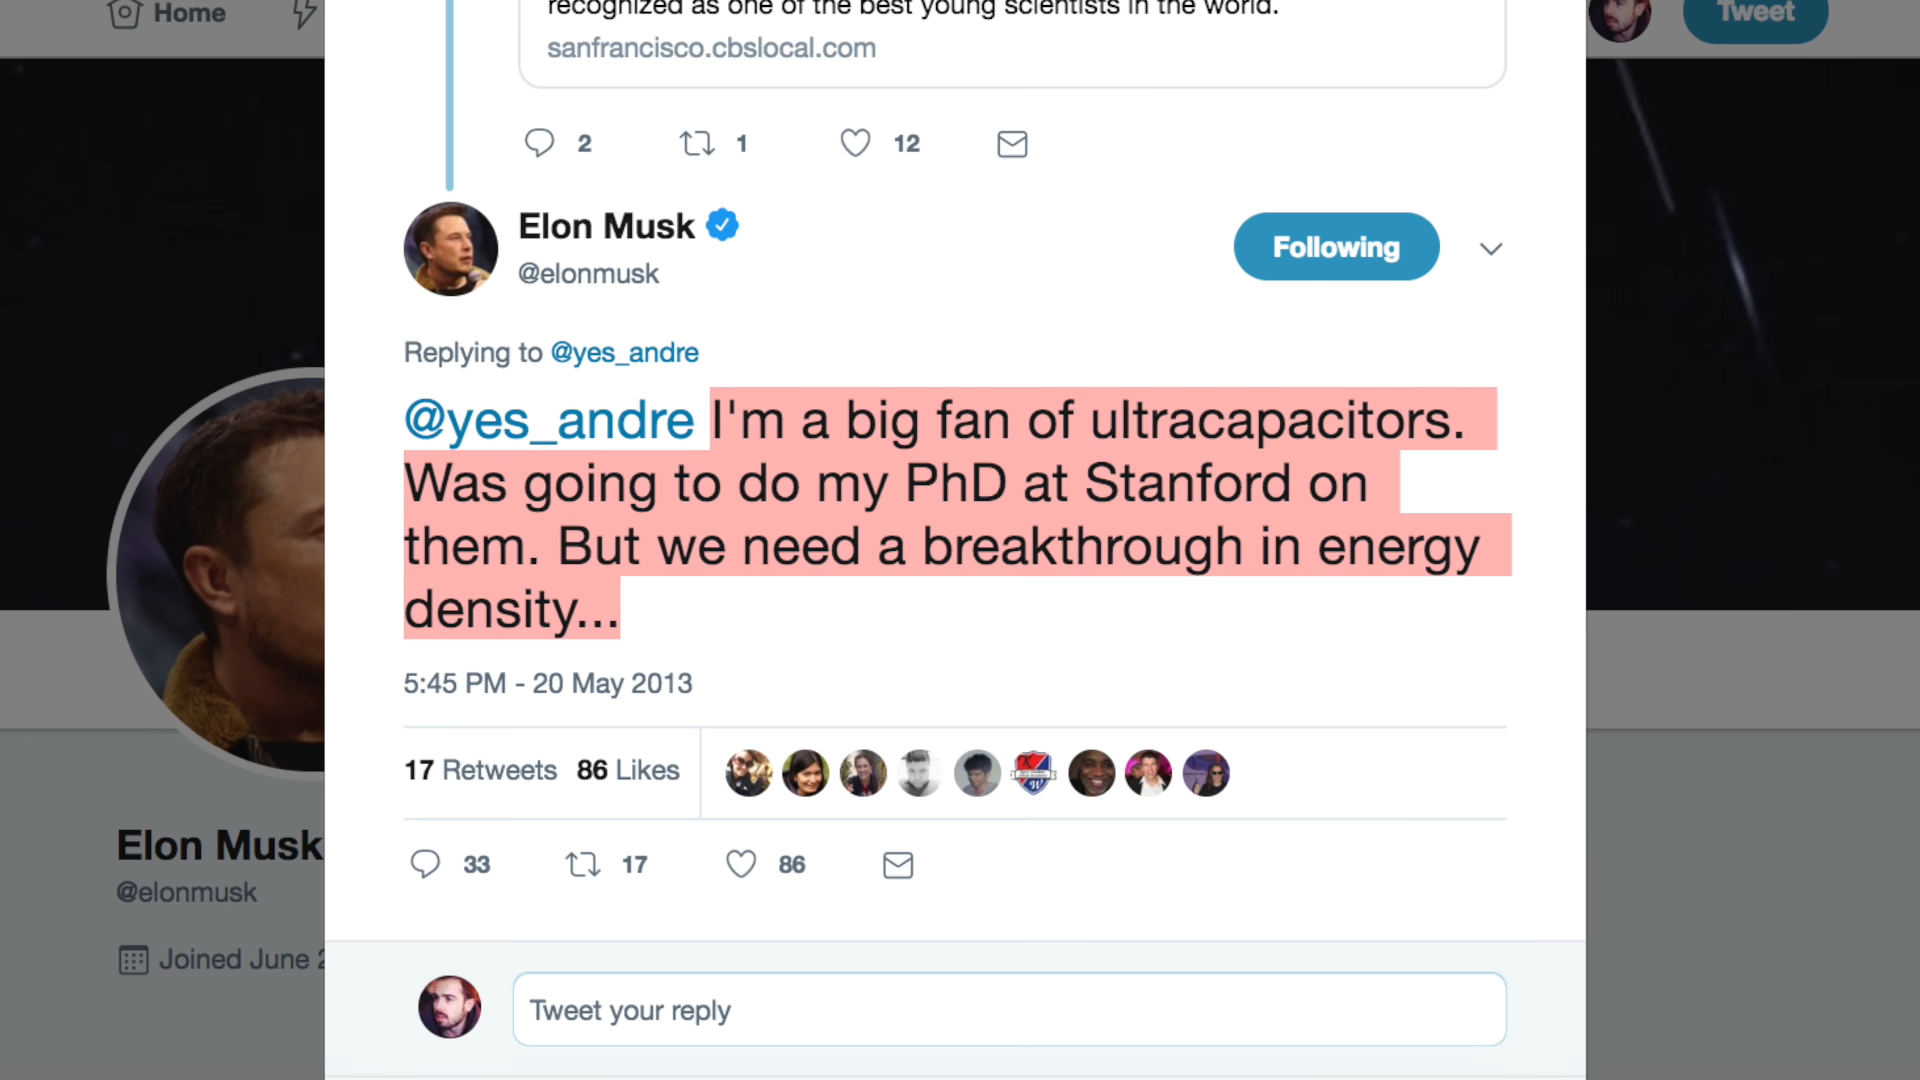 Home
Tweet
recognized as one of the best young scientists in the world.
sanfrancisco.cbslocal.com
2 1 12
Elon Musk
@elonmusk
Following
Replying to @yes_andre
@yes_andre I'm a big fan of ultracapacitors.
Was going to do my PhD at Stanford on
them. But we need a breakthrough in energy
density...
5:45 PM - 20 May 2013
17 Retweets 86 Likes
33 17 86
Elon Musk
@elonmusk
Joined June
Tweet your reply